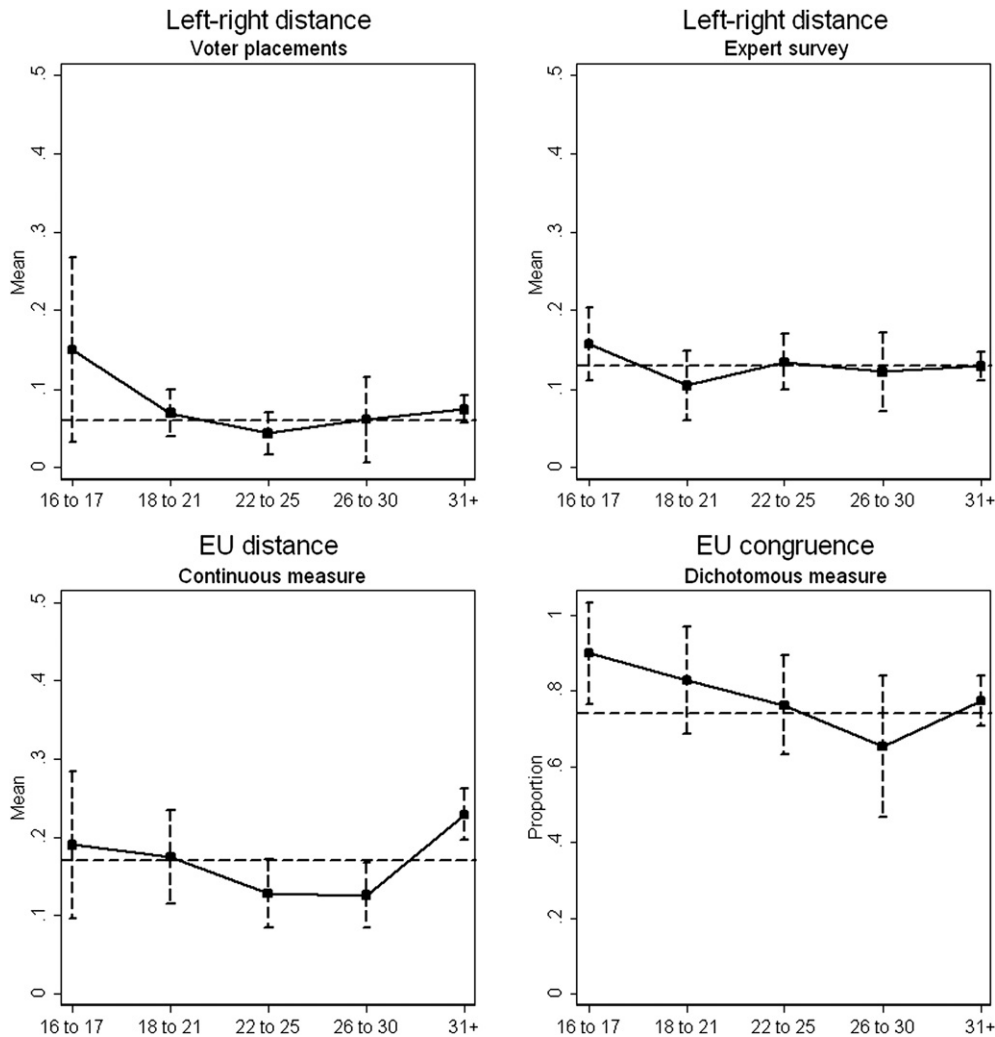 Left-right distance
Voter placements
.5
.4
.3
.2
.1
0
Mean
16 to 17 18 to 21 22 to 25 26 to 30 31+
Left-right distance
Expert survey
.5
.4
.3
.2
.1
0
Mean
16 to 17 18 to 21 22 to 25 26 to 30 31+
EU distance
Continuous measure
.5
.4
.3
.2
.1
0
Mean
16 to 17 18 to 21 22 to 25 26 to 30 31+
EU congruence
Dichotomous measure
1
.8
.6
.4
.2
0
Proportion
16 to 17 18 to 21 22 to 25 26 to 30 31+